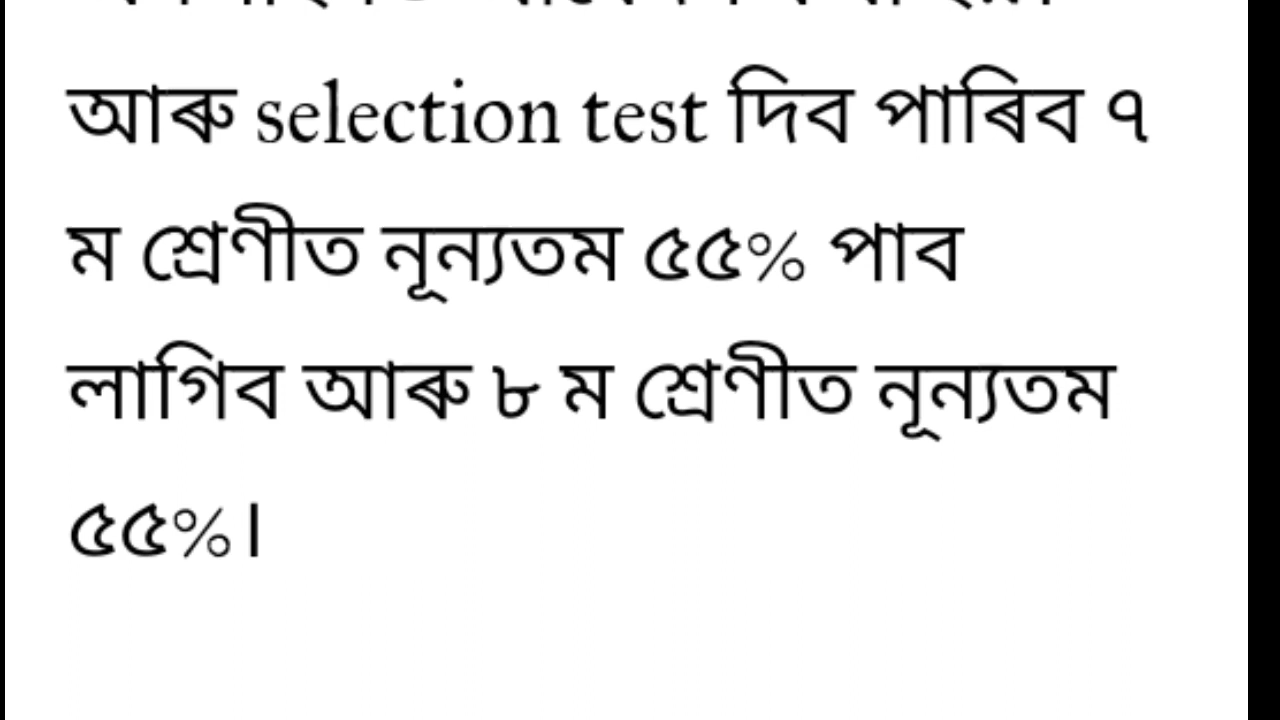 আৰু selection test দিব পাৰিব ৭
ম শ্ৰেণীত নূন্যতম ৫৫% পাব
লাগিব আৰু ৮ ম শ্ৰেণীত নূন্যতম
৫৫%।